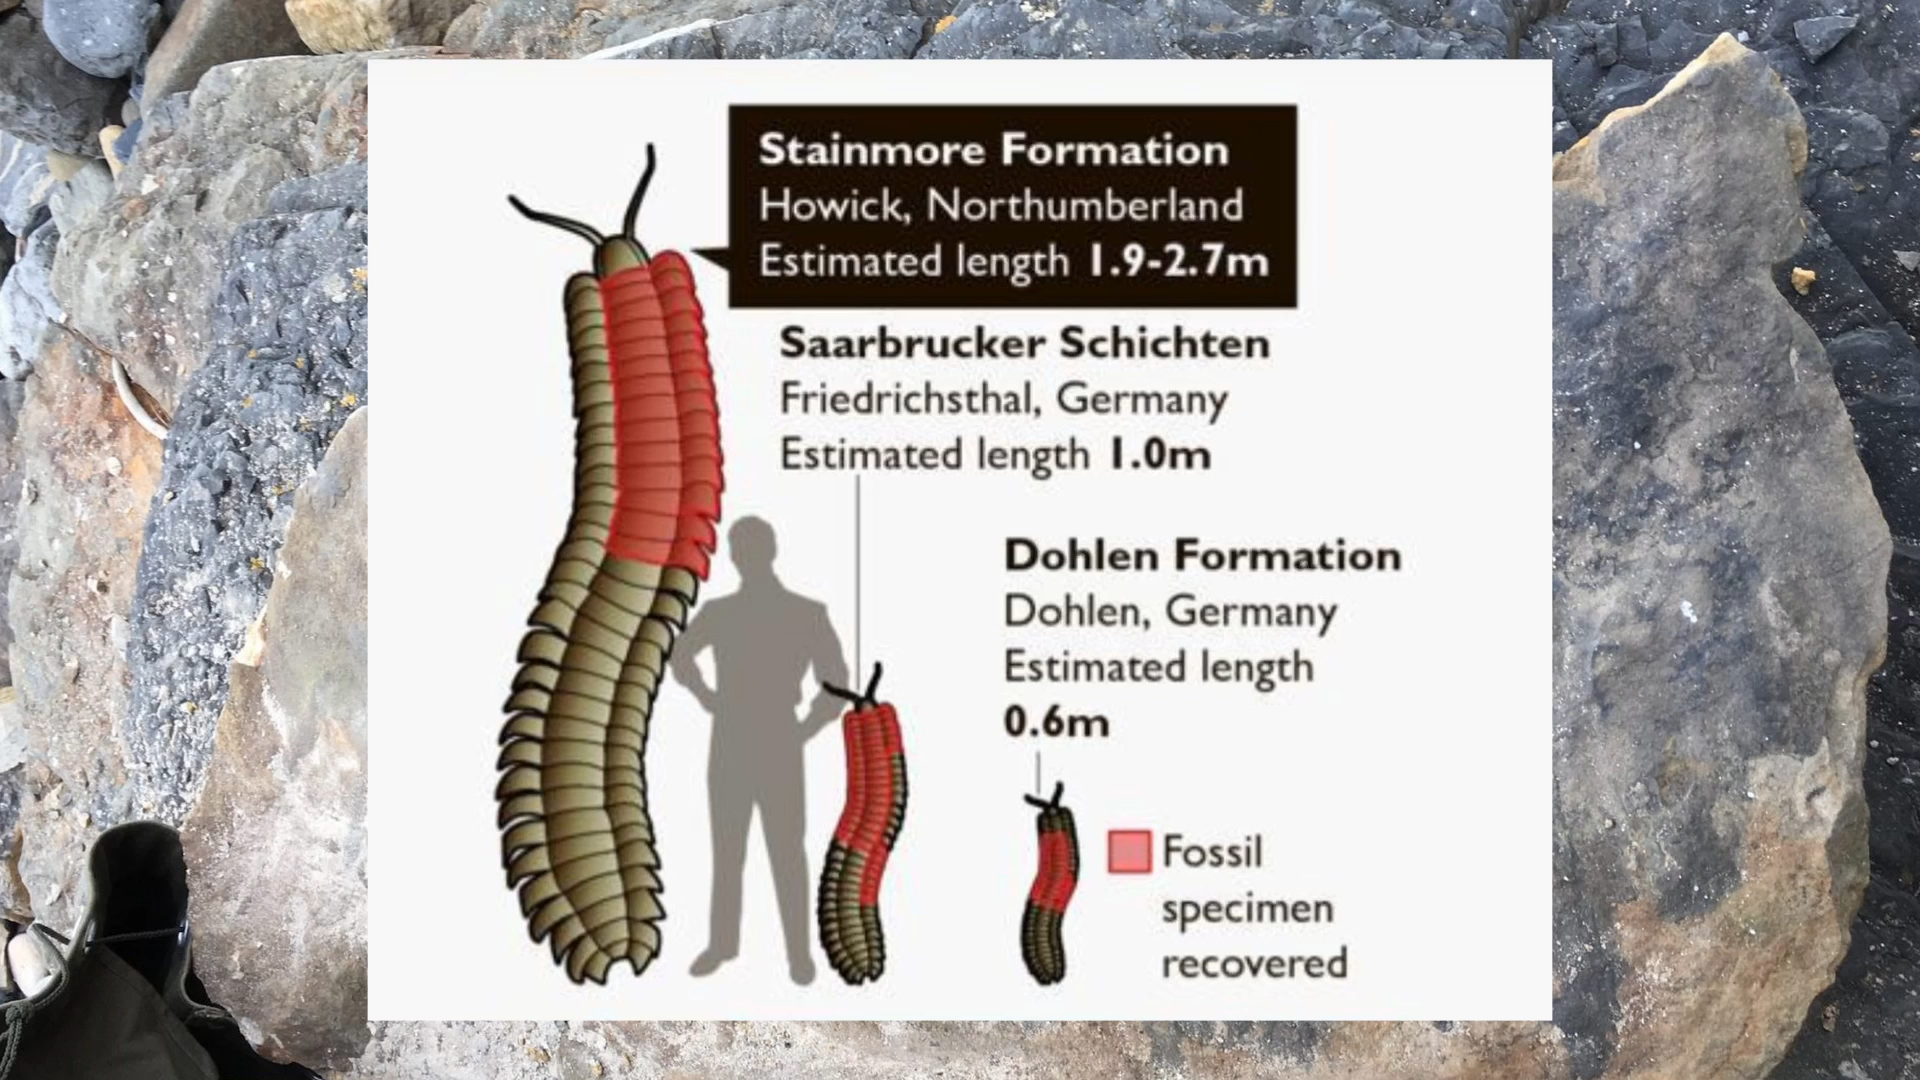 Stainmore Formation
Howick, Northumberland
Estimated length 1.9-2.7m
Saarbrucker Schichten
Friedrichsthal, Germany
Estimated length 1.0m
Dohlen Formation
Dohlen, Germany
Estimated length
0.6m
Fossil
specimen
recovered